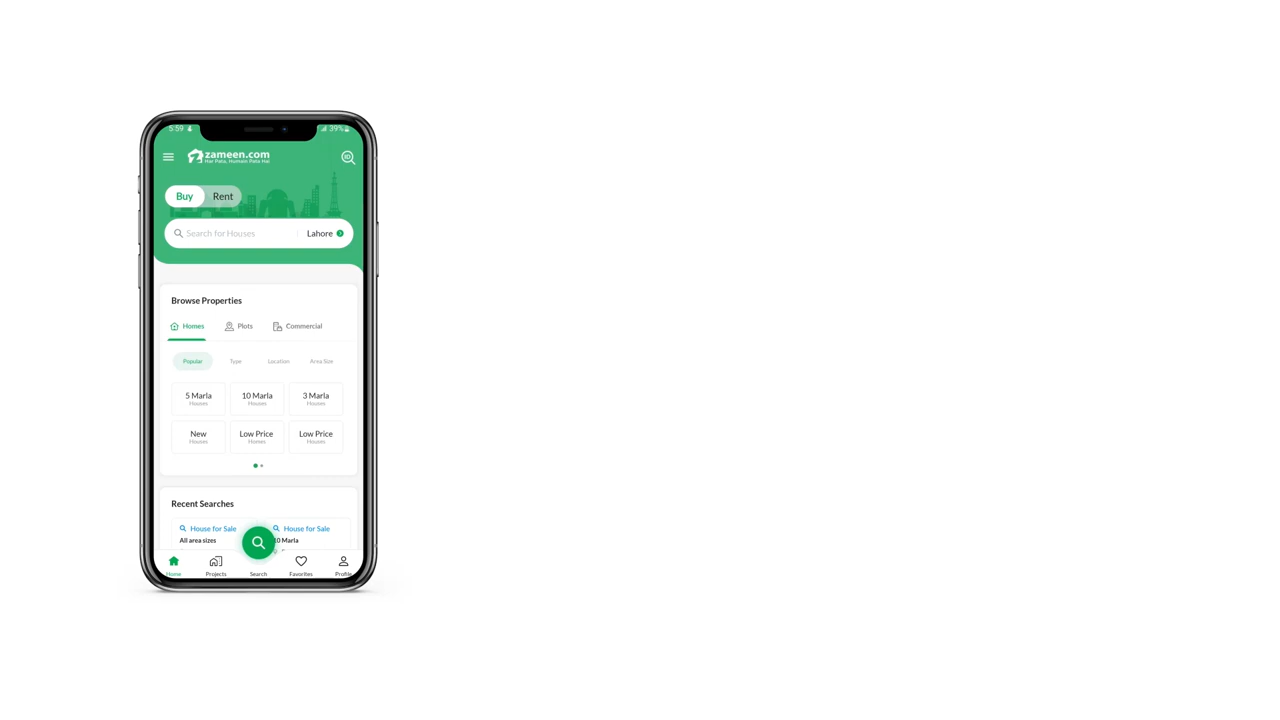 5:59
39%
zameen.com
Har Pata, Humain Pata Hai
ID
Buy
Rent
Search for Houses
Lahore
Browse Properties
Homes
Plots
Commercial
Popular
Type
Location
Area Size
5 Marla
Houses
10 Marla
Houses
3 Marla
Houses
New
Houses
Low Price
Homes
Low Price
Houses
Recent Searches
House for Sale
All area sizes
House for Sale
10 Marla
Home
Projects
Search
Favorites
Profile